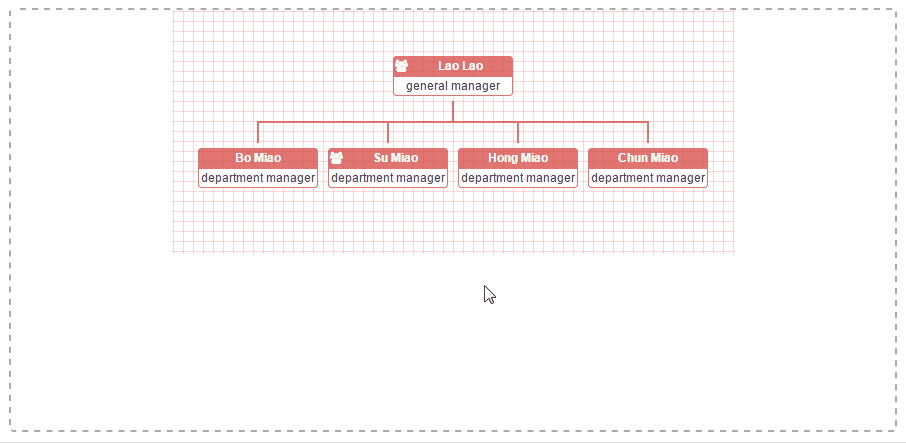 Lao Lao
general manager
Bo Miao
department manager
Su Miao
department manager
Hong Miao
department manager
Chun Miao
department manager